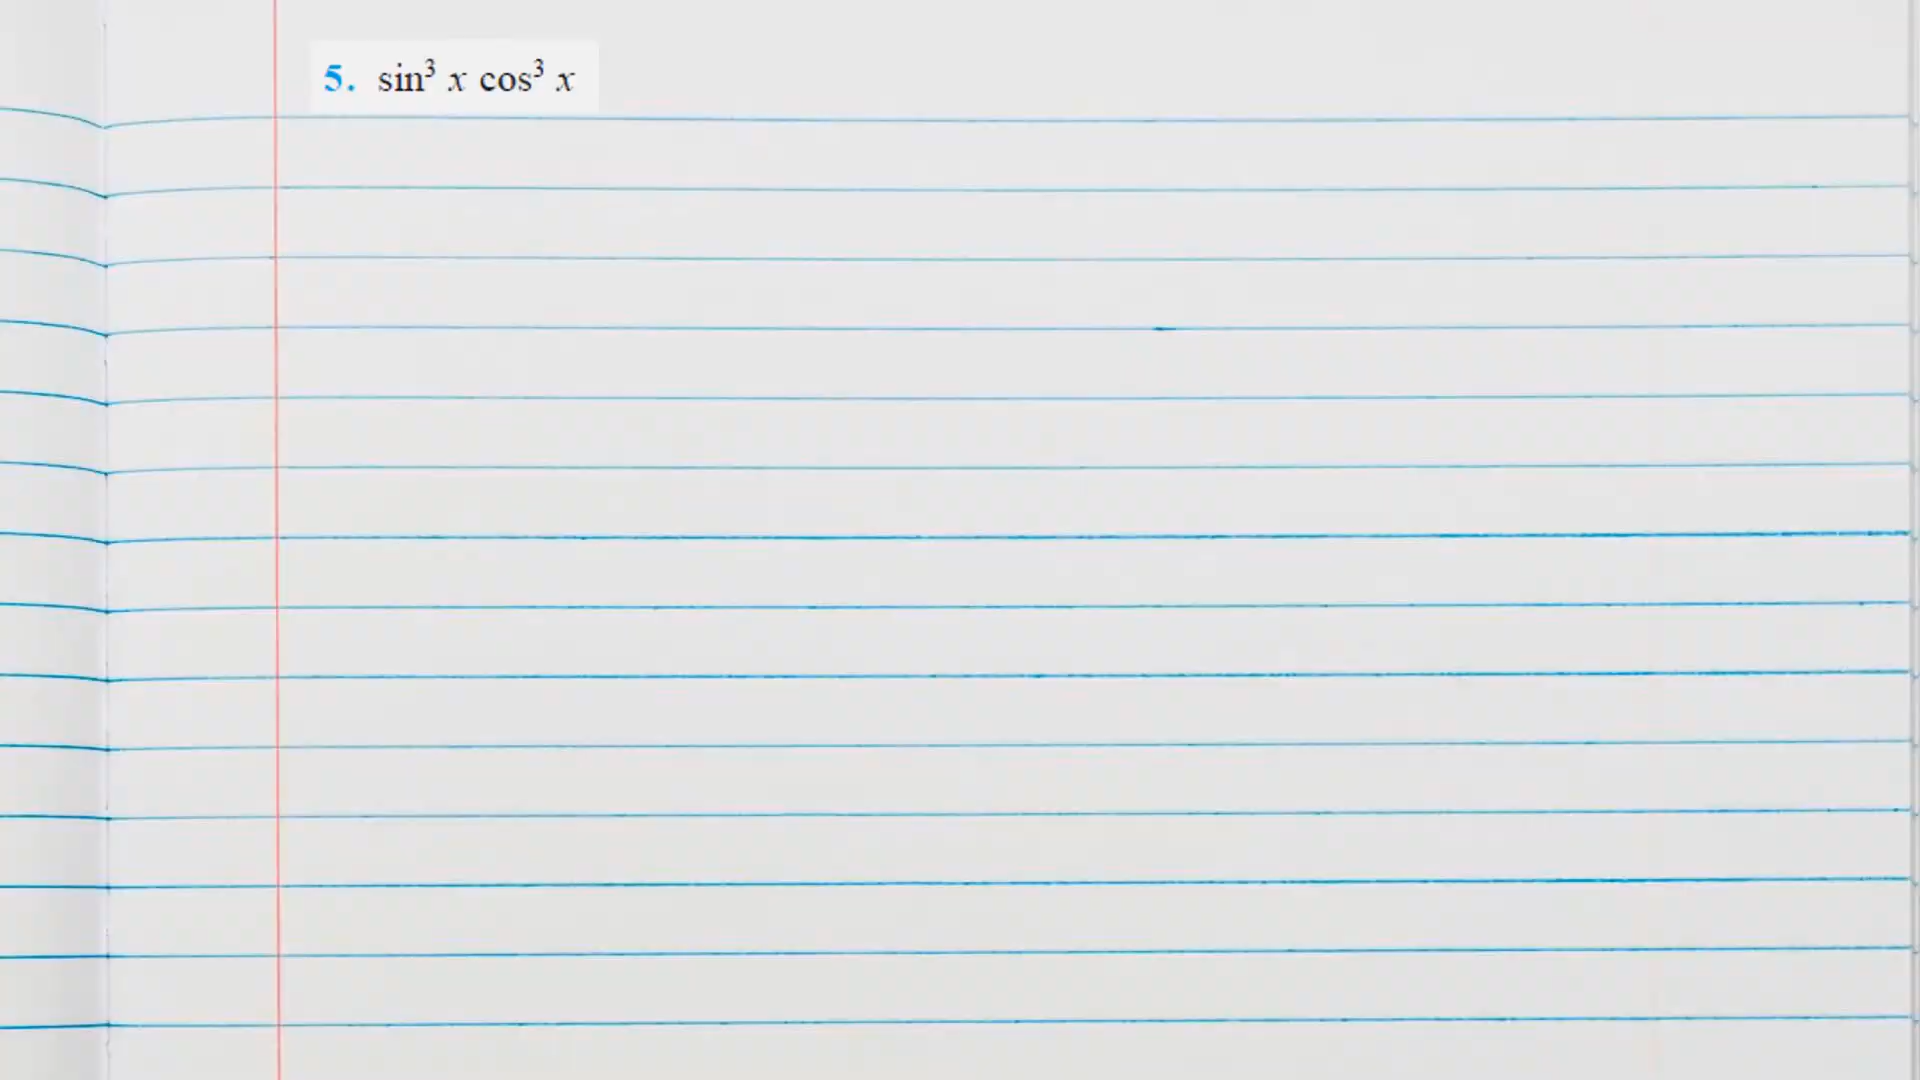 5. sin³ x cos³ x